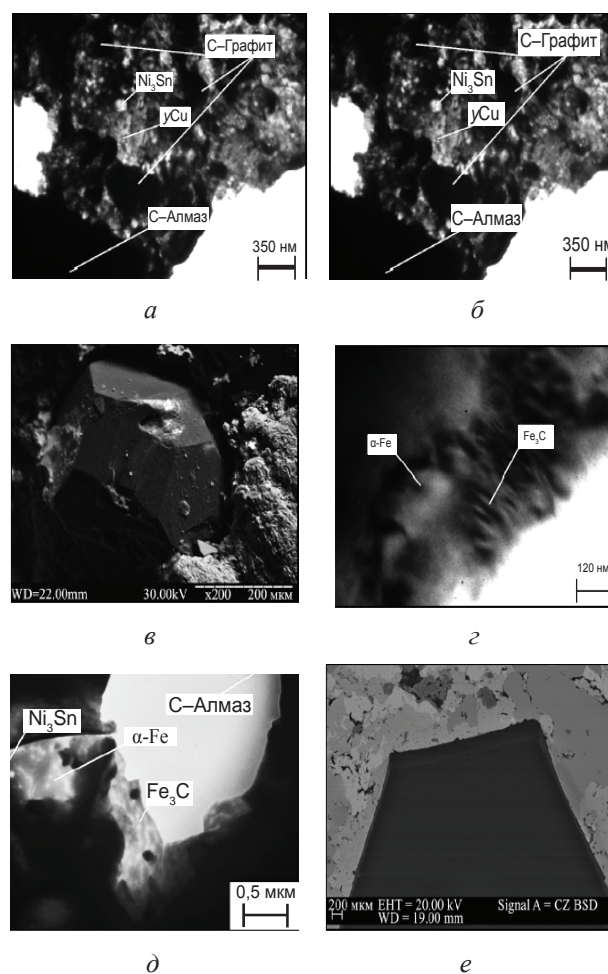 С–Графит
Ni3Sn
γCu
С–Алмаз
350 нм
а
С–Графит
Ni3Sn
γCu
С–Алмаз
350 нм
б
WD=22.00mm 30.00kV x200 200 мкм
в
α-Fe
Fe3C
120 нм
г
Ni3Sn
С–Алмаз
α-Fe
Fe3C
0,5 мкм
д
200 мкм EHT = 20.00 kV Signal A = CZ BSD
WD = 19.00 mm
е